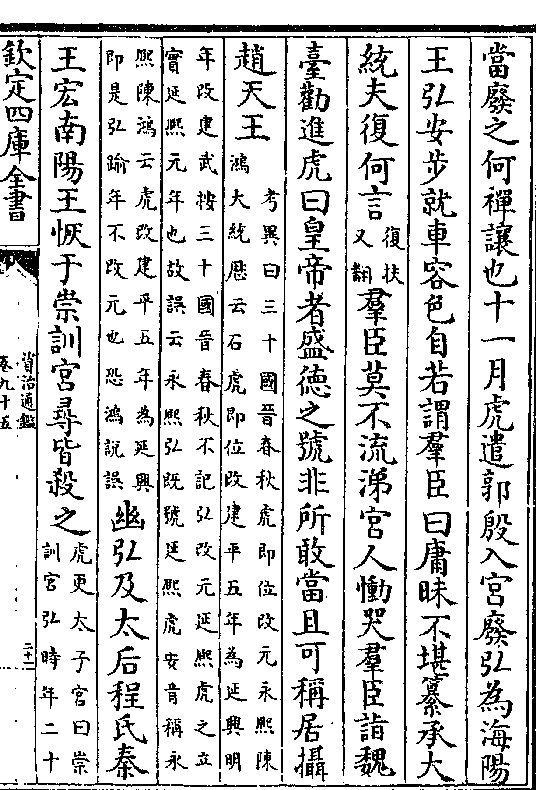 當廢之何禪讓也十一月虎遣郭殷入宮廢弘為海陽
王弘安步就車容色自若謂羣臣曰庸昧不堪纂承大
統夫復何言
復扶
又翻
羣臣莫不流涕宮人慟哭羣臣詣魏
臺勸進虎曰皇帝者盛德之號非所敢當且可稱居攝
趙天王
考異曰三十國晉春秋虎即位改元永熙陳
鴻大統厯云石虎即位改建平五年為延興明
年改建武按三十國晉春秋不記弘改元延熙虎之立
實延熙元年也故誤云永熙弘既號延熙虎安肯稱永
熙陳鴻云虎改建平五年為延興
即是弘踰年不改元也恐鴻說誤
幽弘及太后程氏秦
王宏南陽王恢于崇訓宮尋皆殺之
虎更太子宮曰崇
訓宮弘時年二十
欽定四庫全書
資治通鑑
卷九十五
二十一